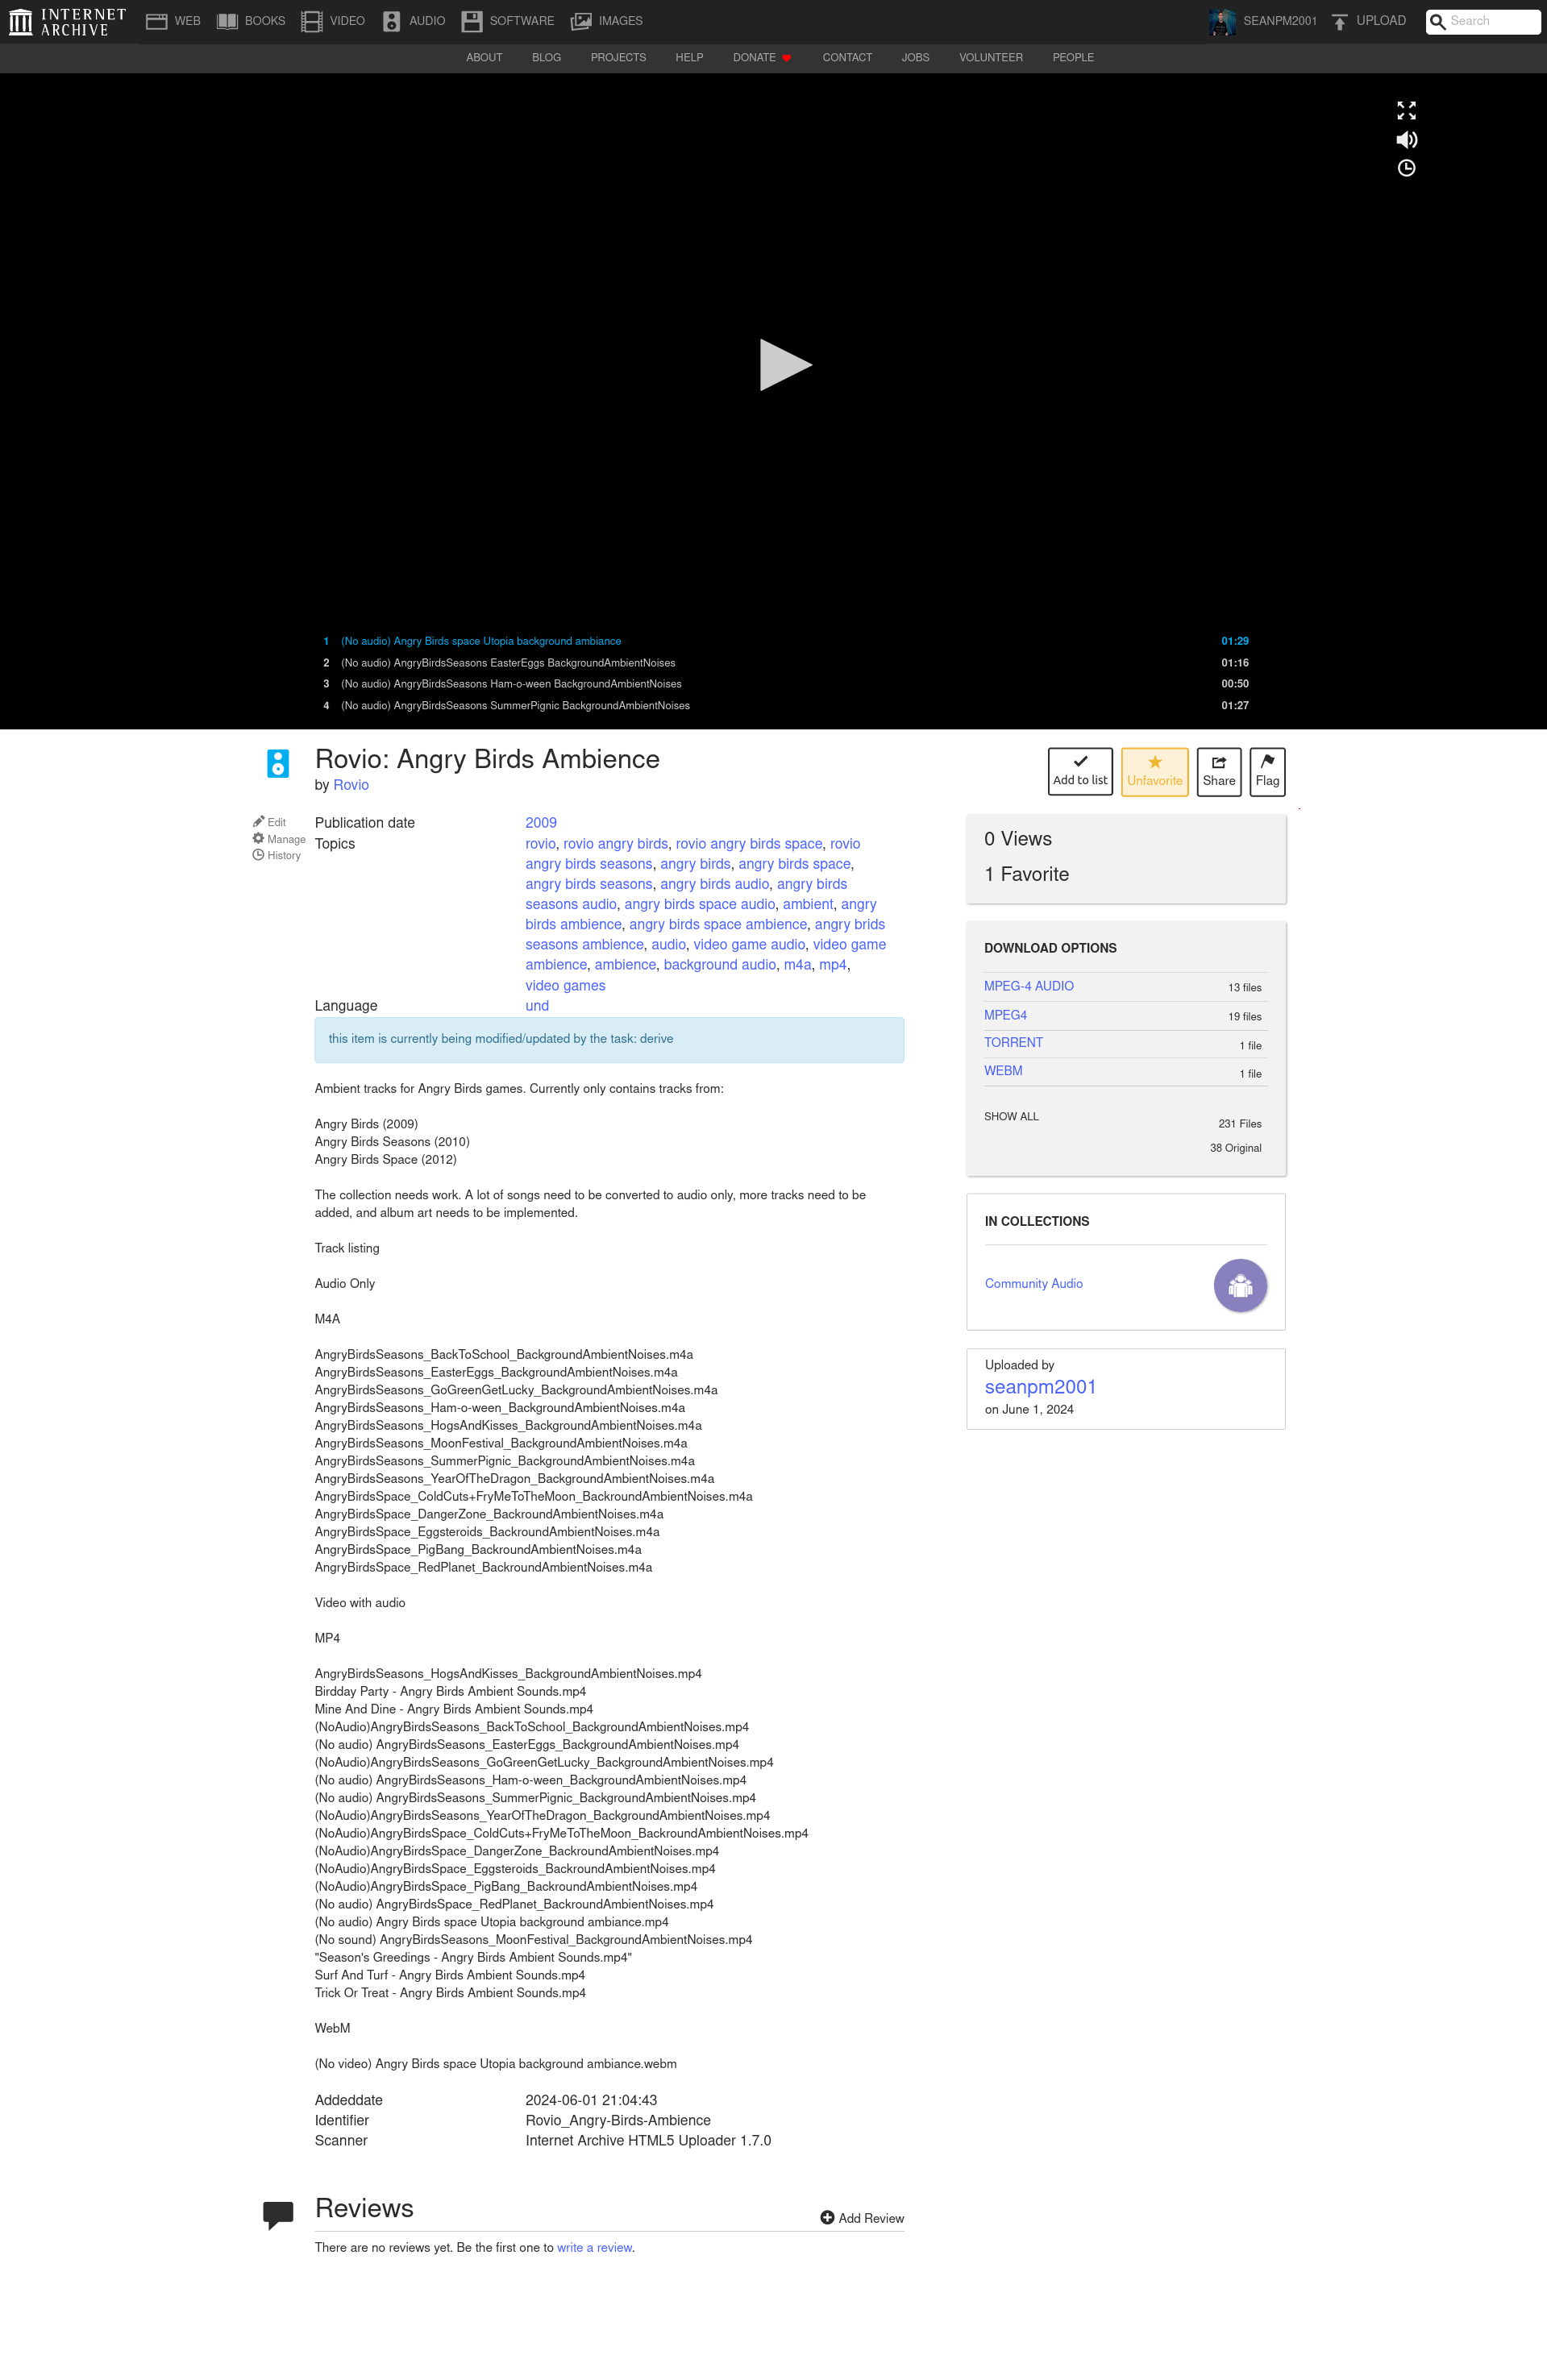 INTERNET
ARCHIVE
WEB
BOOKS
VIDEO
AUDIO
SOFTWARE
IMAGES
SEANPM2001
UPLOAD
Search
ABOUT
BLOG
PROJECTS
HELP
DONATE
CONTACT
JOBS
VOLUNTEER
PEOPLE
1 (No audio) Angry Birds space Utopia background ambiance 01:29
2 (No audio) AngryBirdsSeasons EasterEggs BackgroundAmbientNoises 01:16
3 (No audio) AngryBirdsSeasons Ham-o-ween BackgroundAmbientNoises 00:50
4 (No audio) AngryBirdsSeasons SummerPignic BackgroundAmbientNoises 01:27
Rovio: Angry Birds Ambience
by Rovio
Add to list
Unfavorite
Share
Flag
Edit
Manage
History
Publication date 2009
Topics rovio, rovio angry birds, rovio angry birds space, rovio
angry birds seasons, angry birds, angry birds space,
angry birds seasons, angry birds audio, angry birds
seasons audio, angry birds space audio, ambient, angry
birds ambience, angry birds space ambience, angry brids
seasons ambience, audio, video game audio, video game
ambience, ambience, background audio, m4a, mp4,
video games
Language und
this item is currently being modified/updated by the task: derive
Ambient tracks for Angry Birds games. Currently only contains tracks from:
Angry Birds (2009)
Angry Birds Seasons (2010)
Angry Birds Space (2012)
The collection needs work. A lot of songs need to be converted to audio only, more tracks need to be
added, and album art needs to be implemented.
Track listing
Audio Only
M4A
AngryBirdsSeasons_BackToSchool_BackgroundAmbientNoises.m4a
AngryBirdsSeasons_EasterEggs_BackgroundAmbientNoises.m4a
AngryBirdsSeasons_GoGreenGetLucky_BackgroundAmbientNoises.m4a
AngryBirdsSeasons_Ham-o-ween_BackgroundAmbientNoises.m4a
AngryBirdsSeasons_HogsAndKisses_BackgroundAmbientNoises.m4a
AngryBirdsSeasons_MoonFestival_BackgroundAmbientNoises.m4a
AngryBirdsSeasons_SummerPignic_BackgroundAmbientNoises.m4a
AngryBirdsSeasons_YearOfTheDragon_BackgroundAmbientNoises.m4a
AngryBirdsSpace_ColdCuts+FryMeToTheMoon_BackroundAmbientNoises.m4a
AngryBirdsSpace_DangerZone_BackroundAmbientNoises.m4a
AngryBirdsSpace_Eggsteroids_BackroundAmbientNoises.m4a
AngryBirdsSpace_PigBang_BackroundAmbientNoises.m4a
AngryBirdsSpace_RedPlanet_BackroundAmbientNoises.m4a
Video with audio
MP4
AngryBirdsSeasons_HogsAndKisses_BackgroundAmbientNoises.mp4
Birdday Party - Angry Birds Ambient Sounds.mp4
Mine And Dine - Angry Birds Ambient Sounds.mp4
(NoAudio)AngryBirdsSeasons_BackToSchool_BackgroundAmbientNoises.mp4
(No audio) AngryBirdsSeasons_EasterEggs_BackgroundAmbientNoises.mp4
(NoAudio)AngryBirdsSeasons_GoGreenGetLucky_BackgroundAmbientNoises.mp4
(No audio) AngryBirdsSeasons_Ham-o-ween_BackgroundAmbientNoises.mp4
(No audio) AngryBirdsSeasons_SummerPignic_BackgroundAmbientNoises.mp4
(NoAudio)AngryBirdsSeasons_YearOfTheDragon_BackgroundAmbientNoises.mp4
(NoAudio)AngryBirdsSpace_ColdCuts+FryMeToTheMoon_BackroundAmbientNoises.mp4
(NoAudio)AngryBirdsSpace_DangerZone_BackroundAmbientNoises.mp4
(NoAudio)AngryBirdsSpace_Eggsteroids_BackroundAmbientNoises.mp4
(NoAudio)AngryBirdsSpace_PigBang_BackroundAmbientNoises.mp4
(No audio) AngryBirdsSpace_RedPlanet_BackroundAmbientNoises.mp4
(No audio) Angry Birds space Utopia background ambiance.mp4
(No sound) AngryBirdsSeasons_MoonFestival_BackgroundAmbientNoises.mp4
"Season's Greedings - Angry Birds Ambient Sounds.mp4"
Surf And Turf - Angry Birds Ambient Sounds.mp4
Trick Or Treat - Angry Birds Ambient Sounds.mp4
WebM
(No video) Angry Birds space Utopia background ambiance.webm
Addeddate 2024-06-01 21:04:43
Identifier Rovio_Angry-Birds-Ambience
Scanner Internet Archive HTML5 Uploader 1.7.0
0 Views
1 Favorite
DOWNLOAD OPTIONS
MPEG-4 AUDIO 13 files
MPEG4 19 files
TORRENT 1 file
WEBM 1 file
SHOW ALL 231 Files
38 Original
IN COLLECTIONS
Community Audio
Uploaded by
seanpm2001
on June 1, 2024
Reviews
Add Review
There are no reviews yet. Be the first one to write a review.